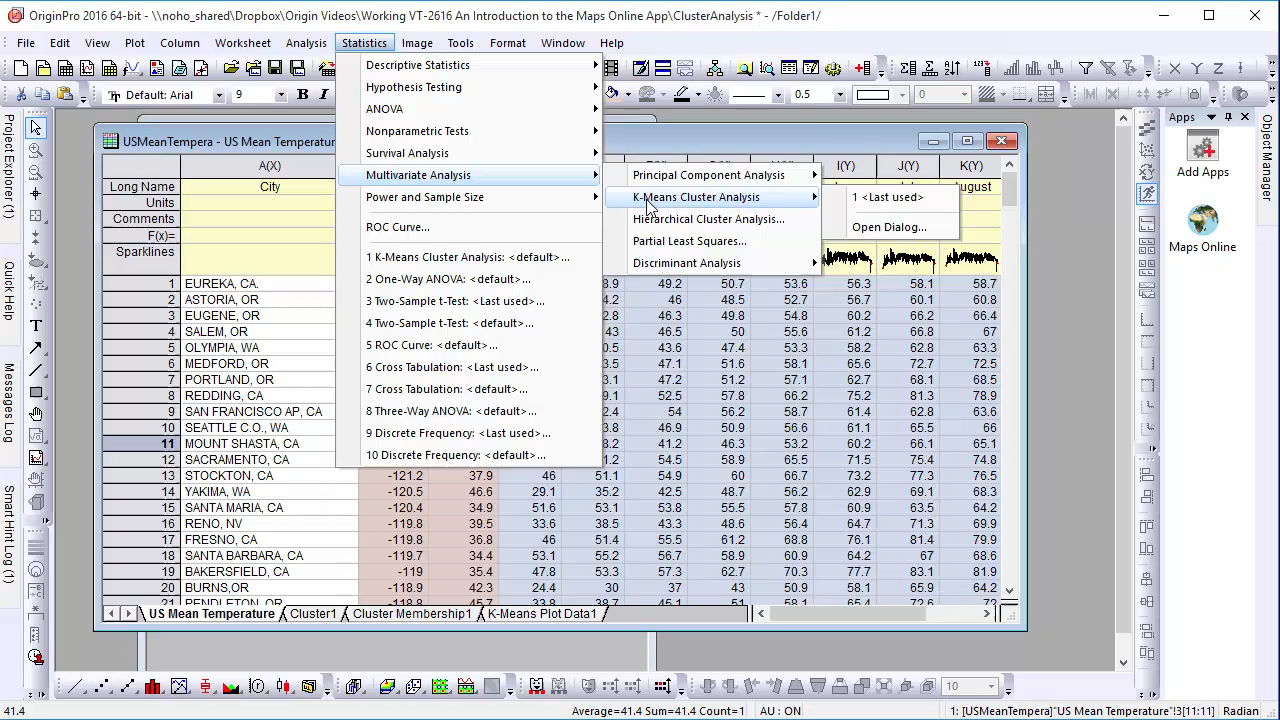 OriginPro 2016 64-bit - \\noho_shared\Dropbox\Origin Videos\Working VT-2616 An Introduction to the Maps Online App\ClusterAnalysis * - /Folder1/
File Edit View Plot Column Worksheet Analysis Statistics Image Tools Format Window Help
Default: Arial 9 B I 0.5 0
Project Explorer (1)
Quick Help
Messages Log
Smart Hint Log (1)
USMeanTempera - US Mean Temperature
A(X) I(Y) J(Y) K(Y)
Long Name City August
Units
Comments
F(x)=
Sparklines
1 EUREKA, CA. 8.9 49.2 50.7 53.6 56.3 58.1 58.7
2 ASTORIA, OR 4.2 46 48.5 52.7 56.7 60.1 60.8
3 EUGENE, OR 2.8 46.3 49.8 54.8 60.2 66.2 66.4
4 SALEM, OR 43 46.5 50 55.6 61.2 66.8 67
5 OLYMPIA, WA 0.5 43.6 47.4 53.1 58.2 62.8 63.3
6 MEDFORD, OR 47.1 51.6 58.1 65.6 72.7 72.5
7 PORTLAND, OR 47.2 51.2 57.1 62.7 68.1 68.5
8 REDDING, CA 52.5 57.8 66.2 75.2 81.3 78.9
9 SAN FRANCISCO AP, CA 2.4 54 56.2 58.7 61.4 62.8 63.6
10 SEATTLE C.O., WA 5.3 46.9 51.3 57.3 61.9 66 66.
11 MOUNT SHASTA, CA 8.2 41.8 46.3 53.2 60.2 66.1 65.1
12 SACRAMENTO, CA 0.5 54.5 58.9 65.5 71.5 75.4 74.8
13 STOCKTON, CA -121.2 37.9 46 51.1 54.9 60 66.7 73.2 77.3 76.5
14 YAKIMA, WA -120.5 46.6 29.1 35.2 42.5 48.7 56.2 62.9 69.1 68.3
15 SANTA MARIA, CA -120.4 34.9 51.6 53.1 53.8 55.5 57.8 60.9 63.5 64.2
16 RENO, NV -119.8 39.5 33.6 38.5 43.3 48.6 56.4 64.7 71.3 69.9
17 FRESNO, CA -119.8 36.8 46 51.4 55.5 61.2 68.8 76.1 81.4 79.9
18 SANTA BARBARA, CA -119.7 34.4 53.1 55.2 56.7 58.9 60.9 64.2 67 68.6
19 BAKERSFIELD, CA -119 35.4 47.8 53.3 57.3 62.7 70.3 77.7 83.1 81.9
20 BURNS,OR -118.9 42.3 24.4 30 37 43 50.9 58.1 65.9 64.2
Descriptive Statistics
Hypothesis Testing
ANOVA
Nonparametric Tests
Survival Analysis
Multivariate Analysis
Power and Sample Size
ROC Curve...
1 K-Means Cluster Analysis: <default>...
2 One-Way ANOVA: <default>...
3 Two-Sample t-Test: <Last used>...
4 Two-Sample t-Test: <default>...
5 ROC Curve: <default>...
6 Cross Tabulation: <Last used>...
7 Cross Tabulation: <default>...
8 Three-Way ANOVA: <default>...
9 Discrete Frequency: <Last used>...
10 Discrete Frequency: <default>...
Principal Component Analysis
K-Means Cluster Analysis
Hierarchical Cluster Analysis...
Partial Least Squares...
Discriminant Analysis
1 <Last used>
Open Dialog...
US Mean Temperature Cluster1 Cluster Membership1 K-Means Plot Data1
Apps
Add Apps
Maps Online
Object Manager
10
41.4 Average=41.4 Sum=41.4 Count=1 AU : ON 1: [USMeanTempera]"US Mean Temperature"!3[11:11] Radian